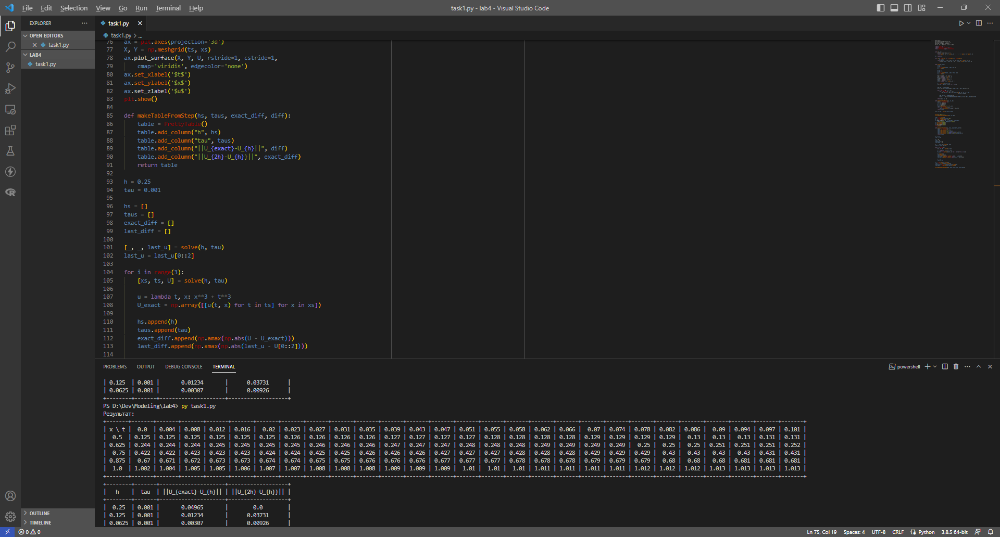 File Edit Selection View Go Run Terminal Help
task1.py - lab4 - Visual Studio Code
EXPLORER
OPEN EDITORS
task1.py
LAB4
task1.py
OUTLINE
TIMELINE
task1.py
task1.py > ...
76 ax = plt.axes(projection='3d')
77 X, Y = np.meshgrid(ts, xs)
78 ax.plot_surface(X, Y, U, rstride=1, cstride=1,
79 cmap='viridis', edgecolor='none')
80 ax.set_xlabel('$t$')
81 ax.set_ylabel('$x$')
82 ax.set_zlabel('$u$')
83 plt.show()
84
85 def makeTableFromStep(hs, taus, exact_diff, diff):
86 table = PrettyTable()
87 table.add_column("h", hs)
88 table.add_column("tau", taus)
89 table.add_column("||U_{exact}-U_{h}||", diff)
90 table.add_column("||U_{2h}-U_{h}}||", exact_diff)
91 return table
92
93 h = 0.25
94 tau = 0.001
95
96 hs = []
97 taus = []
98 exact_diff = []
99 last_diff = []
100
101 [_, _, last_u] = solve(h, tau)
102 last_u = last_u[0::2]
103
104 for i in range(3):
105 [xs, ts, U] = solve(h, tau)
106
107 u = lambda t, x: x**3 + t**3
108 U_exact = np.array([[u(t, x) for t in ts] for x in xs])
109
110 hs.append(h)
111 taus.append(tau)
112 exact_diff.append(np.amax(np.abs(U - U_exact)))
113 last_diff.append(np.amax(np.abs(last_u - U[0::2])))
114
PROBLEMS OUTPUT DEBUG CONSOLE TERMINAL
powershell
| 0.125 | 0.001 | 0.01234 | 0.03731 |
| 0.0625 | 0.001 | 0.00307 | 0.00926 |
+--------+-------+---------------------+-------------------+
PS D:\Dev\Modeling\lab4> py task1.py
Результат:
| x \ t | 0.0 | 0.004 | 0.008 | 0.012 | 0.016 | 0.02 | 0.023 | 0.027 | 0.031 | 0.035 | 0.039 | 0.043 | 0.047 | 0.051 | 0.055 | 0.058 | 0.062 | 0.066 | 0.07 | 0.074 | 0.078 | 0.082 | 0.086 | 0.09 | 0.094 | 0.097 | 0.101 |
| 0.5 | 0.125 | 0.125 | 0.125 | 0.125 | 0.125 | 0.125 | 0.126 | 0.126 | 0.126 | 0.126 | 0.127 | 0.127 | 0.127 | 0.127 | 0.128 | 0.128 | 0.128 | 0.128 | 0.129 | 0.129 | 0.129 | 0.129 | 0.13 | 0.13 | 0.13 | 0.131 | 0.131 |
| 0.625 | 0.244 | 0.244 | 0.244 | 0.245 | 0.245 | 0.245 | 0.245 | 0.246 | 0.246 | 0.246 | 0.247 | 0.247 | 0.247 | 0.248 | 0.248 | 0.248 | 0.249 | 0.249 | 0.249 | 0.249 | 0.25 | 0.25 | 0.25 | 0.251 | 0.251 | 0.251 | 0.252 |
| 0.75 | 0.422 | 0.422 | 0.423 | 0.423 | 0.423 | 0.424 | 0.424 | 0.425 | 0.425 | 0.426 | 0.426 | 0.426 | 0.427 | 0.427 | 0.427 | 0.428 | 0.428 | 0.428 | 0.429 | 0.429 | 0.429 | 0.43 | 0.43 | 0.43 | 0.43 | 0.431 | 0.431 |
| 0.875 | 0.67 | 0.671 | 0.672 | 0.673 | 0.673 | 0.674 | 0.674 | 0.675 | 0.675 | 0.676 | 0.676 | 0.676 | 0.677 | 0.677 | 0.677 | 0.678 | 0.678 | 0.678 | 0.679 | 0.679 | 0.679 | 0.68 | 0.68 | 0.68 | 0.681 | 0.681 | 0.681 |
| 1.0 | 1.002 | 1.004 | 1.005 | 1.005 | 1.006 | 1.007 | 1.007 | 1.008 | 1.008 | 1.008 | 1.009 | 1.009 | 1.009 | 1.01 | 1.01 | 1.01 | 1.011 | 1.011 | 1.011 | 1.011 | 1.012 | 1.012 | 1.012 | 1.013 | 1.013 | 1.013 | 1.013 |
+--------+-------+---------------------+-------------------+
| h | tau | ||U_{exact}-U_{h}|| | ||U_{2h}-U_{h}}|| |
+--------+-------+---------------------+-------------------+
| 0.25 | 0.001 | 0.04965 | 0.0 |
| 0.125 | 0.001 | 0.01234 | 0.03731 |
| 0.0625 | 0.001 | 0.00307 | 0.00926 |
0 0
Ln 75, Col 19 Spaces: 4 UTF-8 CRLF Python 3.8.5 64-bit